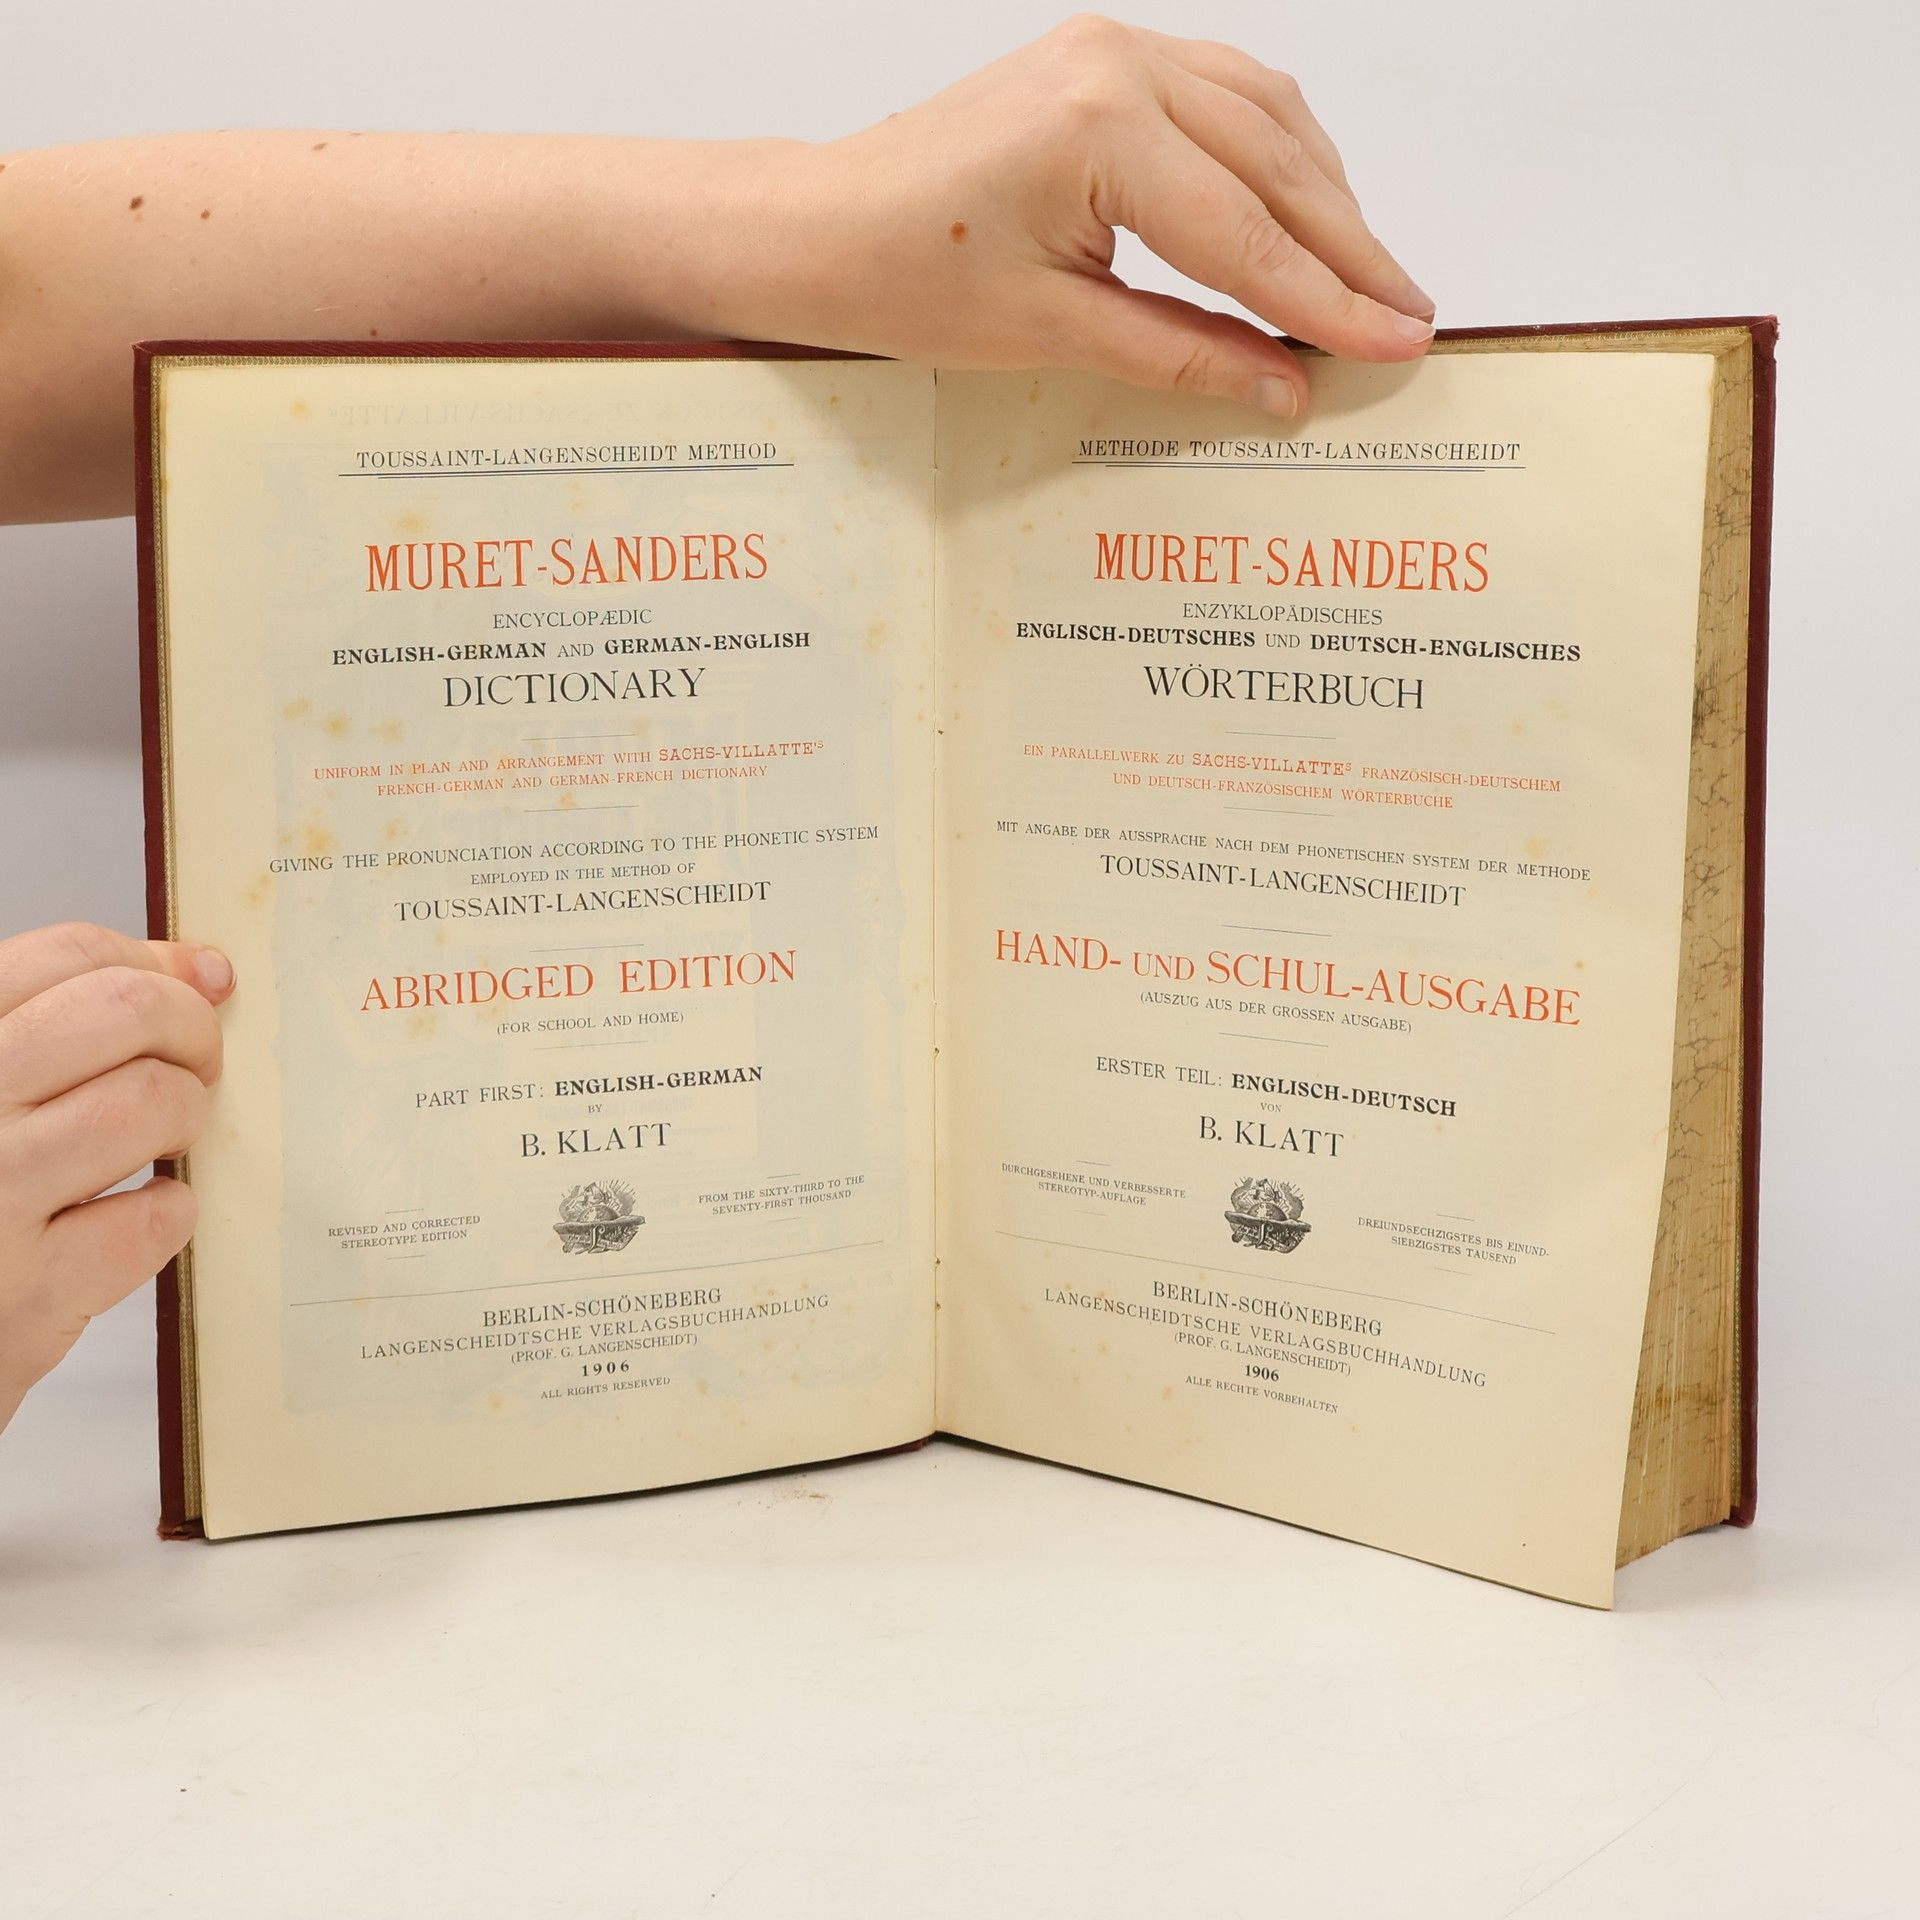 TOUSSAINT-LANGENSCHEIDT METHOD
MURET-SANDERS
ENCYCLOPÆDIC
ENGLISH-GERMAN AND GERMAN-ENGLISH
DICTIONARY
UNIFORM IN PLAN AND ARRANGEMENT WITH SACHS-VILLATTE'S
FRENCH-GERMAN AND GERMAN-FRENCH DICTIONARY
GIVING THE PRONUNCIATION ACCORDING TO THE PHONETIC SYSTEM
EMPLOYED IN THE METHOD OF
TOUSSAINT-LANGENSCHEIDT
ABRIDGED EDITION
(FOR SCHOOL AND HOME)
PART FIRST: ENGLISH-GERMAN
BY
B. KLATT
REVISED AND CORRECTED
STEREOTYPE EDITION
FROM THE SIXTY-THIRD TO THE
SEVENTY-FIRST THOUSAND
BERLIN-SCHÖNEBERG
LANGENSCHEIDTSCHE VERLAGSBUCHHANDLUNG
(PROF. G. LANGENSCHEIDT)
1906
ALL RIGHTS RESERVED
METHODE TOUSSAINT-LANGENSCHEIDT
MURET-SANDERS
ENZYKLOPÄDISCHES
ENGLISCH-DEUTSCHES UND DEUTSCH-ENGLISCHES
WÖRTERBUCH
EIN PARALLELWERK ZU SACHS-VILLATTES FRANZÖSISCH-DEUTSCHEM
UND DEUTSCH-FRANZÖSISCHEM WÖRTERBUCHE
MIT ANGABE DER AUSSPRACHE NACH DEM PHONETISCHEN SYSTEM DER METHODE
TOUSSAINT-LANGENSCHEIDT
HAND- UND SCHUL-AUSGABE
(AUSZUG AUS DER GROSSEN AUSGABE)
ERSTER TEIL: ENGLISCH-DEUTSCH
VON
B. KLATT
DURCHGESEHENE UND VERBESSERTE
STEREOTYP-AUFLAGE
DREIUNDSECHZIGSTES BIS EINUND-
SIEBZIGSTES TAUSEND
BERLIN-SCHÖNEBERG
LANGENSCHEIDTSCHE VERLAGSBUCHHANDLUNG
(PROF. G. LANGENSCHEIDT)
1906
ALLE RECHTE VORBEHALTEN